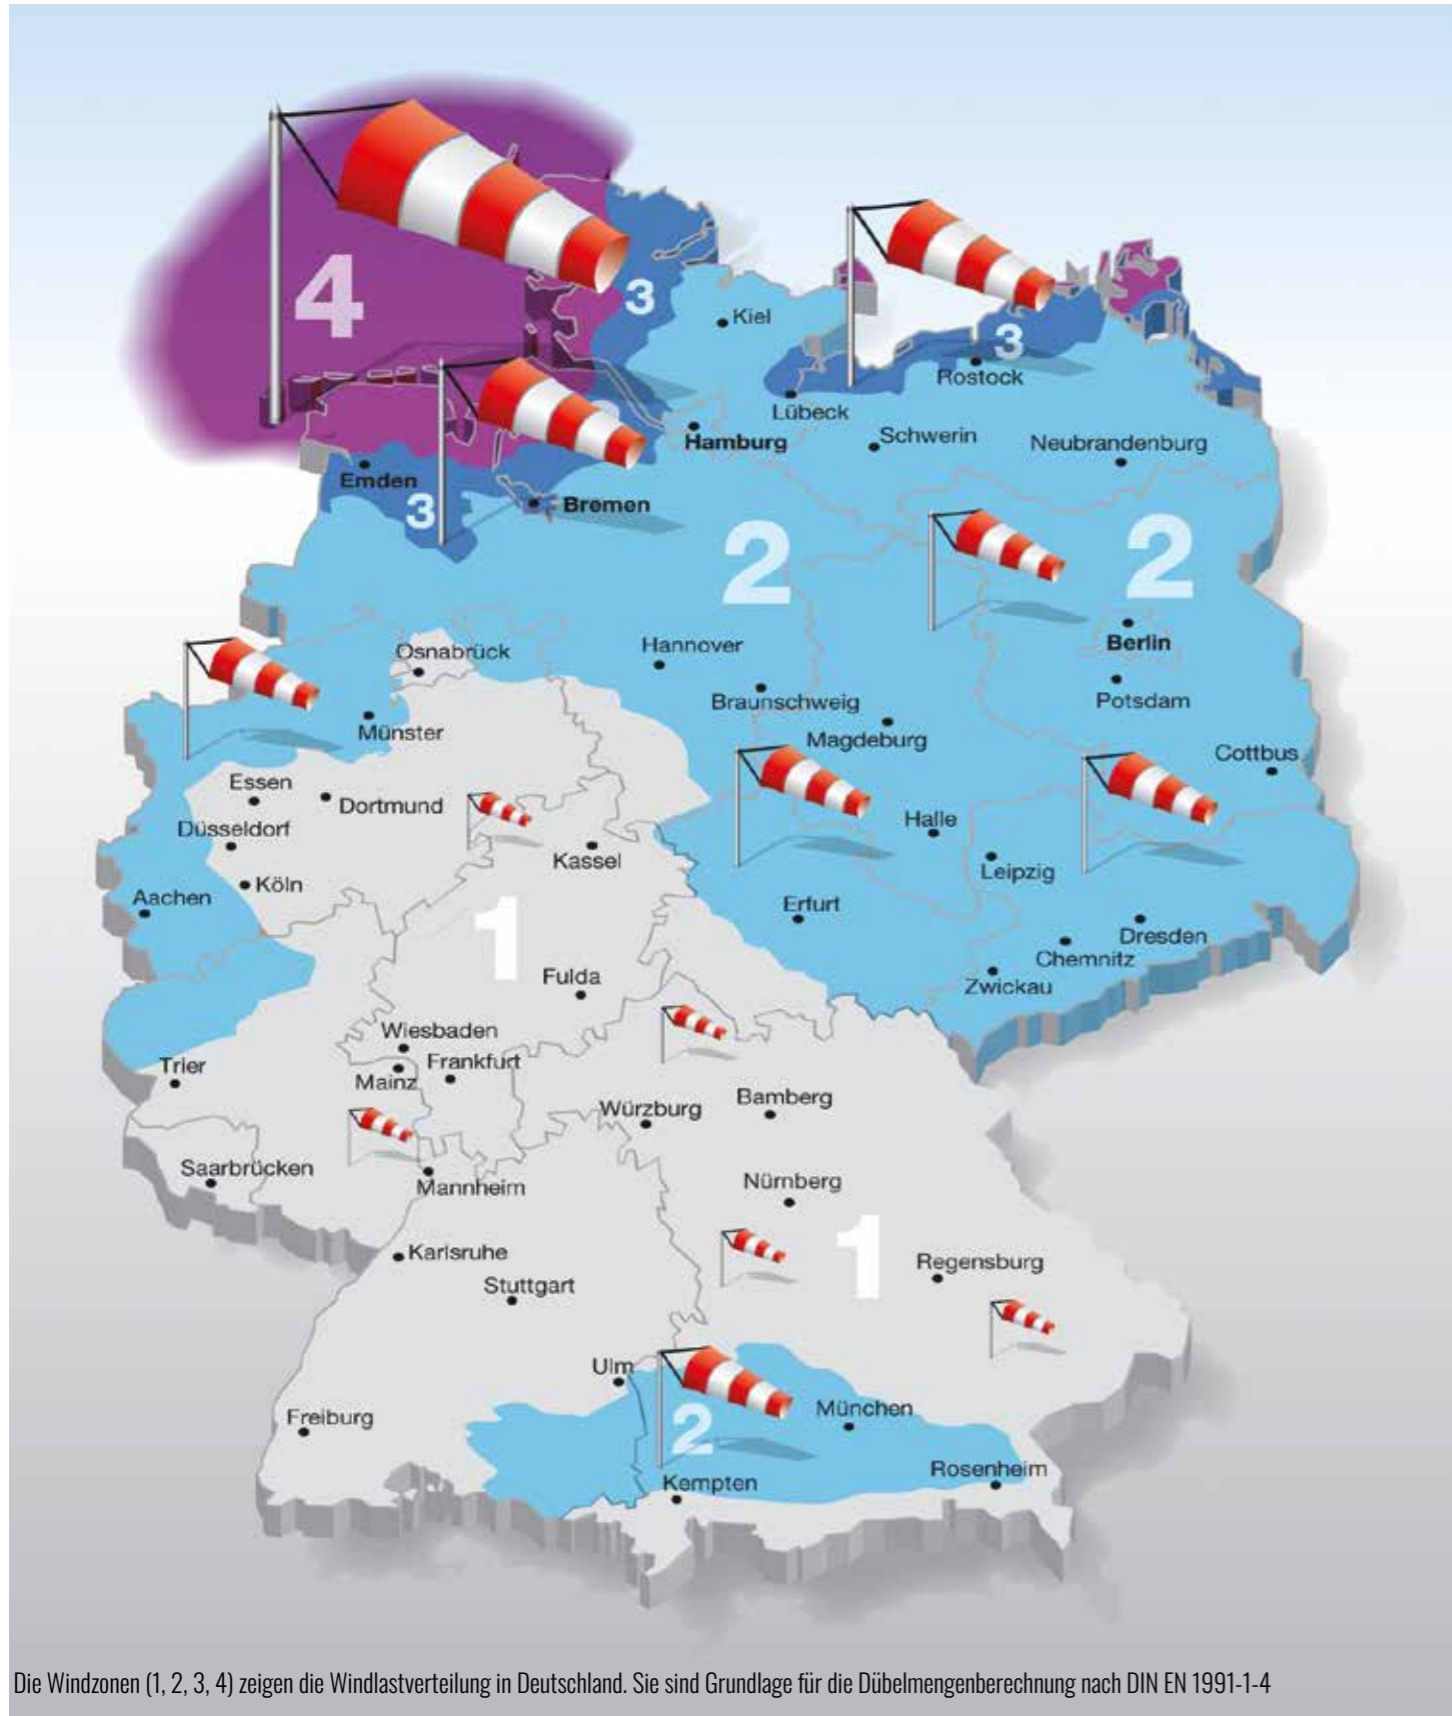 4
3
Kiel
3
Rostock
Lübeck
Hamburg
Schwerin
Neubrandenburg
Emden
3
Bremen
2
2
Berlin
Hannover
Osnabrück
Potsdam
Braunschweig
Münster
Magdeburg
Cottbus
Essen
Dortmund
Düsseldorf
Halle
Kassel
Leipzig
Köln
Aachen
Erfurt
1
Dresden
Chemnitz
Fulda
Zwickau
Wiesbaden
Frankfurt
Trier
Mainz
Bamberg
Würzburg
Saarbrücken
Nürnberg
Mannheim
1
Karlsruhe
Regensburg
Stuttgart
Ulm
München
Freiburg
2
Rosenheim
Kempten
Die Windzonen (1, 2, 3, 4) zeigen die Windlastverteilung in Deutschland. Sie sind Grundlage für die Dübelmengenberechnung nach DIN EN 1991-1-4